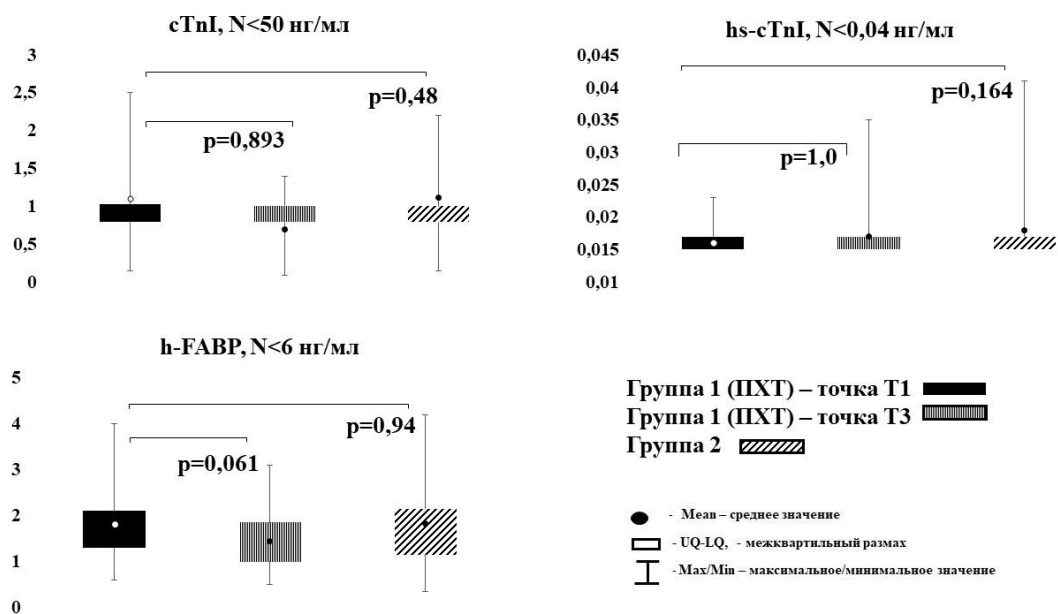 cTnI, N<50 нг/мл
3
2,5
2
1,5
1
0,5
0
p=0,48
p=0,893
hs-cTnI, N<0,04 нг/мл
0,045
0,04
0,035
0,03
0,025
0,02
0,015
0,01
p=0,164
p=1,0
h-FABP, N<6 нг/мл
5
4
3
2
1
0
p=0,94
p=0,061
Группа 1 (ПХТ) – точка Т1
Группа 1 (ПХТ) – точка Т3
Группа 2
- Mean – среднее значение
- UQ-LQ, - межквартильный размах
- Max/Min – максимальное/минимальное значение